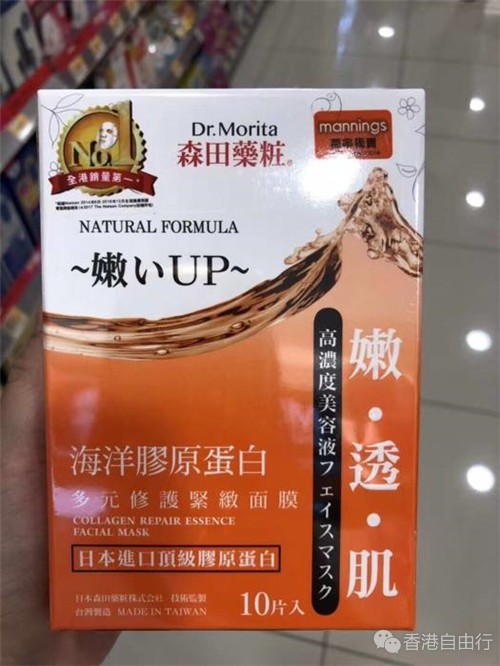 No.1
全港銷量第一
Dr.Morita
森田藥粧®
mannings
NATURAL FORMULA
~嫩いUP~
嫩・透・肌
高濃度美容液フェイスマスク
海洋膠原蛋白
多元修護緊緻面膜
COLLAGEN REPAIR ESSENCE
FACIAL MASK
日本進口頂級膠原蛋白
日本森田藥粧株式会社 技術監製
台灣製造 MADE IN TAIWAN
10片入
香港自由行